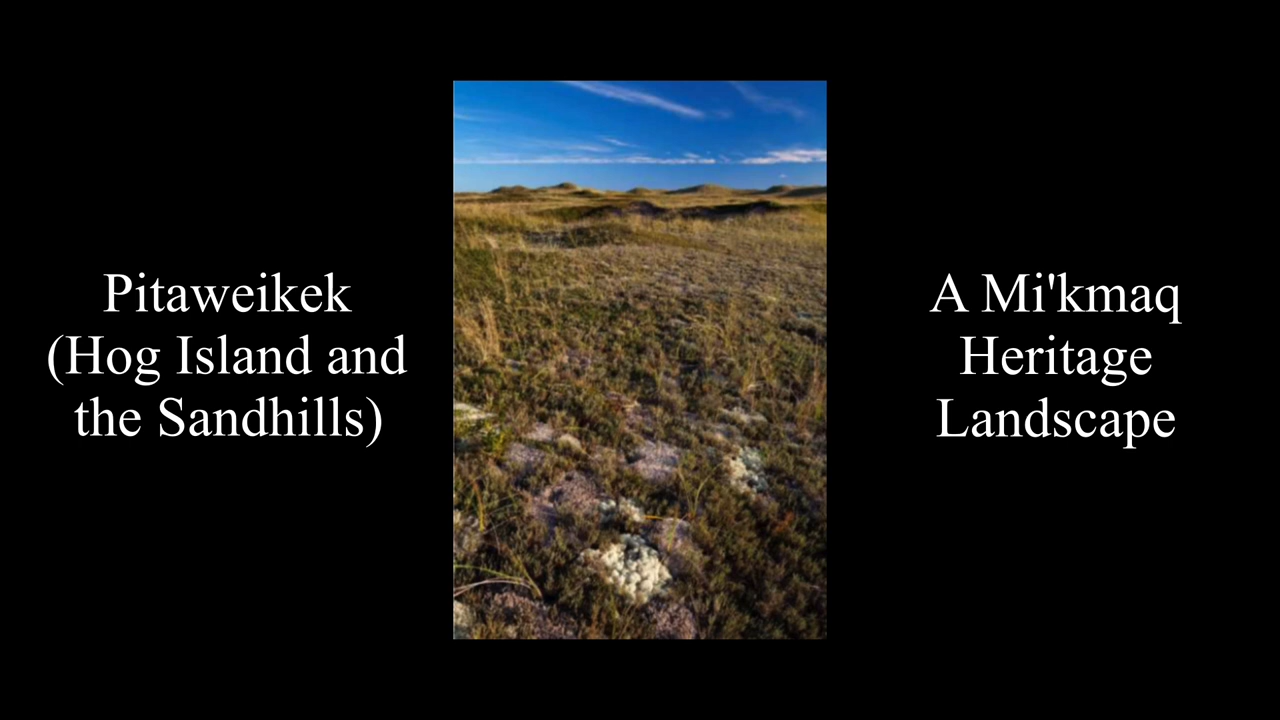 Pitaweikek
(Hog Island and
the Sandhills)
A Mi'kmaq
Heritage
Landscape